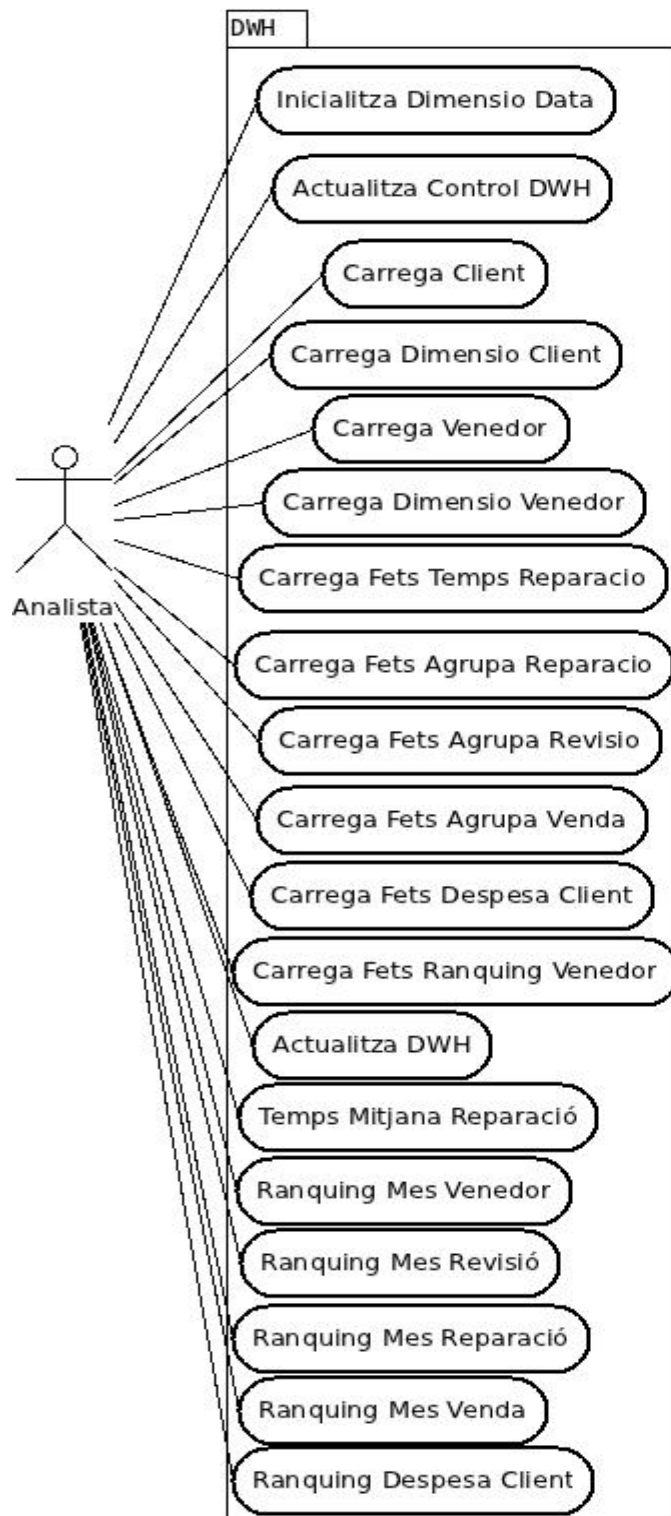 DWH
Inicialitza Dimensio Data
Actualitza Control DWH
Carrega Client
Carrega Dimensio Client
Carrega Venedor
Carrega Dimensio Venedor
Carrega Fets Temps Reparacio
Analista
Carrega Fets Agrupa Reparacio
Carrega Fets Agrupa Revisio
Carrega Fets Agrupa Venda
Carrega Fets Despesa Client
Carrega Fets Ranquing Venedor
Actualitza DWH
Temps Mitjana Reparació
Ranquing Mes Venedor
Ranquing Mes Revisió
Ranquing Mes Reparació
Ranquing Mes Venda
Ranquing Despesa Client